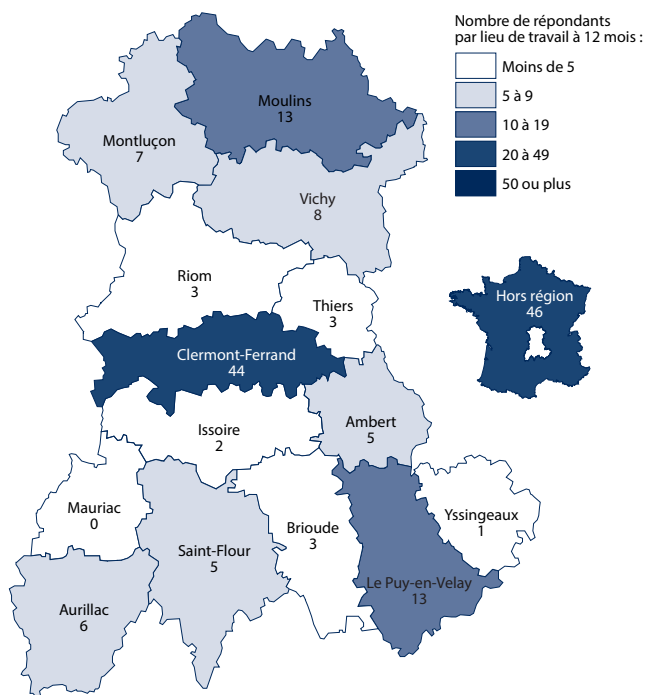 Nombre de répondants
par lieu de travail à 12 mois :
Moins de 5
5 à 9
10 à 19
20 à 49
50 ou plus
Moulins
13
Montluçon
7
Vichy
8
Riom
3
Thiers
3
Hors région
46
Clermont-Ferrand
44
Ambert
5
Issoire
2
Mauriac
0
Saint-Flour
5
Brioude
3
Yssingeaux
1
Le Puy-en-Velay
13
Aurillac
6